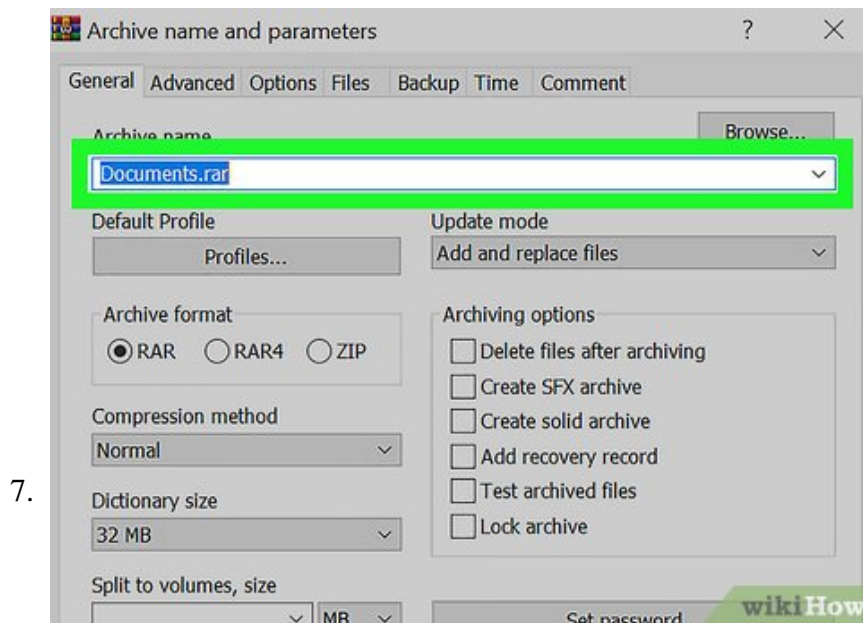 Archive name and parameters ?
General Advanced Options Files Backup Time Comment
Archive name
Browse...
Documents.rar
Default Profile
Update mode
Profiles...
Add and replace files
Archive format
RAR RAR4 ZIP
Archiving options
Delete files after archiving
Create SFX archive
Create solid archive
Add recovery record
Test archived files
Lock archive
Compression method
Normal
7.
Dictionary size
32 MB
Split to volumes, size
MB
Set password
wikiHow